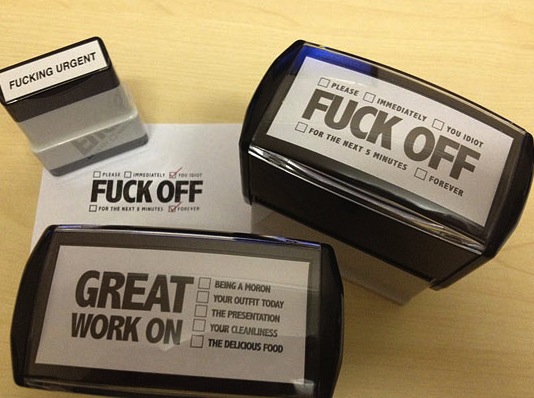 FUCKING URGENT
□ PLEASE □ IMMEDIATELY □ YOU IDIOT
FUCK OFF
□ FOR THE NEXT 5 MINUTES □ FOREVER
□ PLEASE □ IMMEDIATELY ☑ YOU IDIOT
FUCK OFF
□ FOR THE NEXT 5 MINUTES ☑ FOREVER
GREAT
WORK ON
□ BEING A MORON
□ YOUR OUTFIT TODAY
□ THE PRESENTATION
□ YOUR CLEANLINESS
□ THE DELICIOUS FOOD